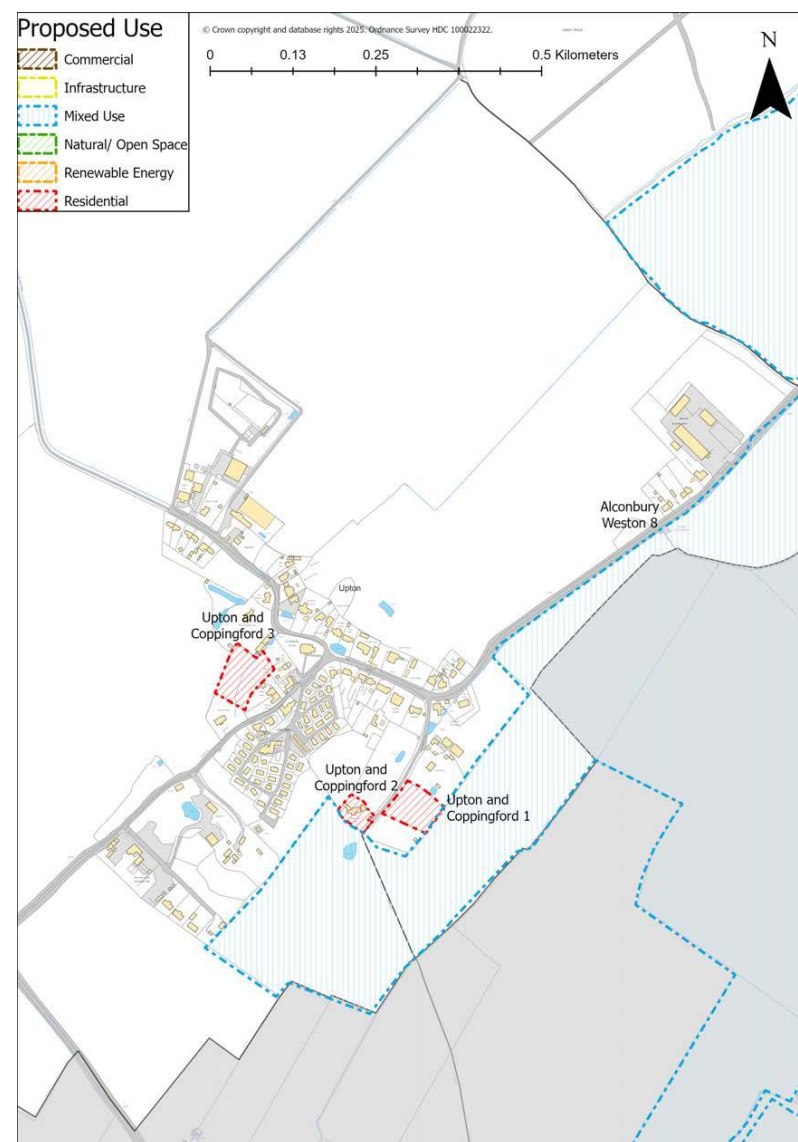 Proposed Use
Commercial
Infrastructure
Mixed Use
Natural/ Open Space
Renewable Energy
Residential
© Crown copyright and database rights 2025. Ordnance Survey HDC 100022322.
0 0.13 0.25 0.5 Kilometers
N
Alconbury
Weston 8
Upton
Upton and
Coppingford 3
Upton and
Coppingford 2
Upton and
Coppingford 1